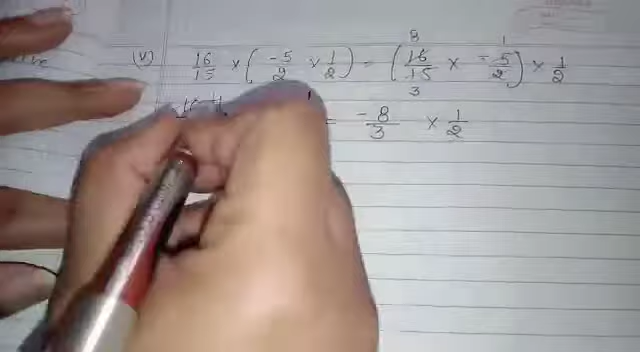 8 1
(v) 16/15 × ( -5/2 × 1/2 ) = ( 16/15 × -5/2 ) × 1/2
3
= -8/3 × 1/2